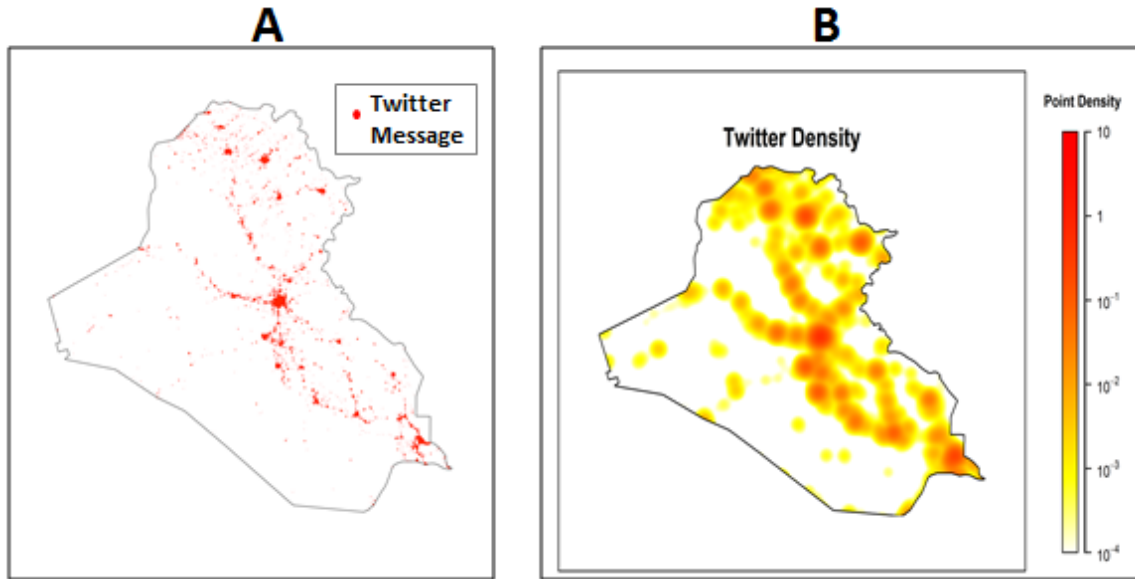 A
B
Twitter
Message
Twitter Density
Point Density
10
1
10⁻¹
10⁻²
10⁻³
10⁻⁴